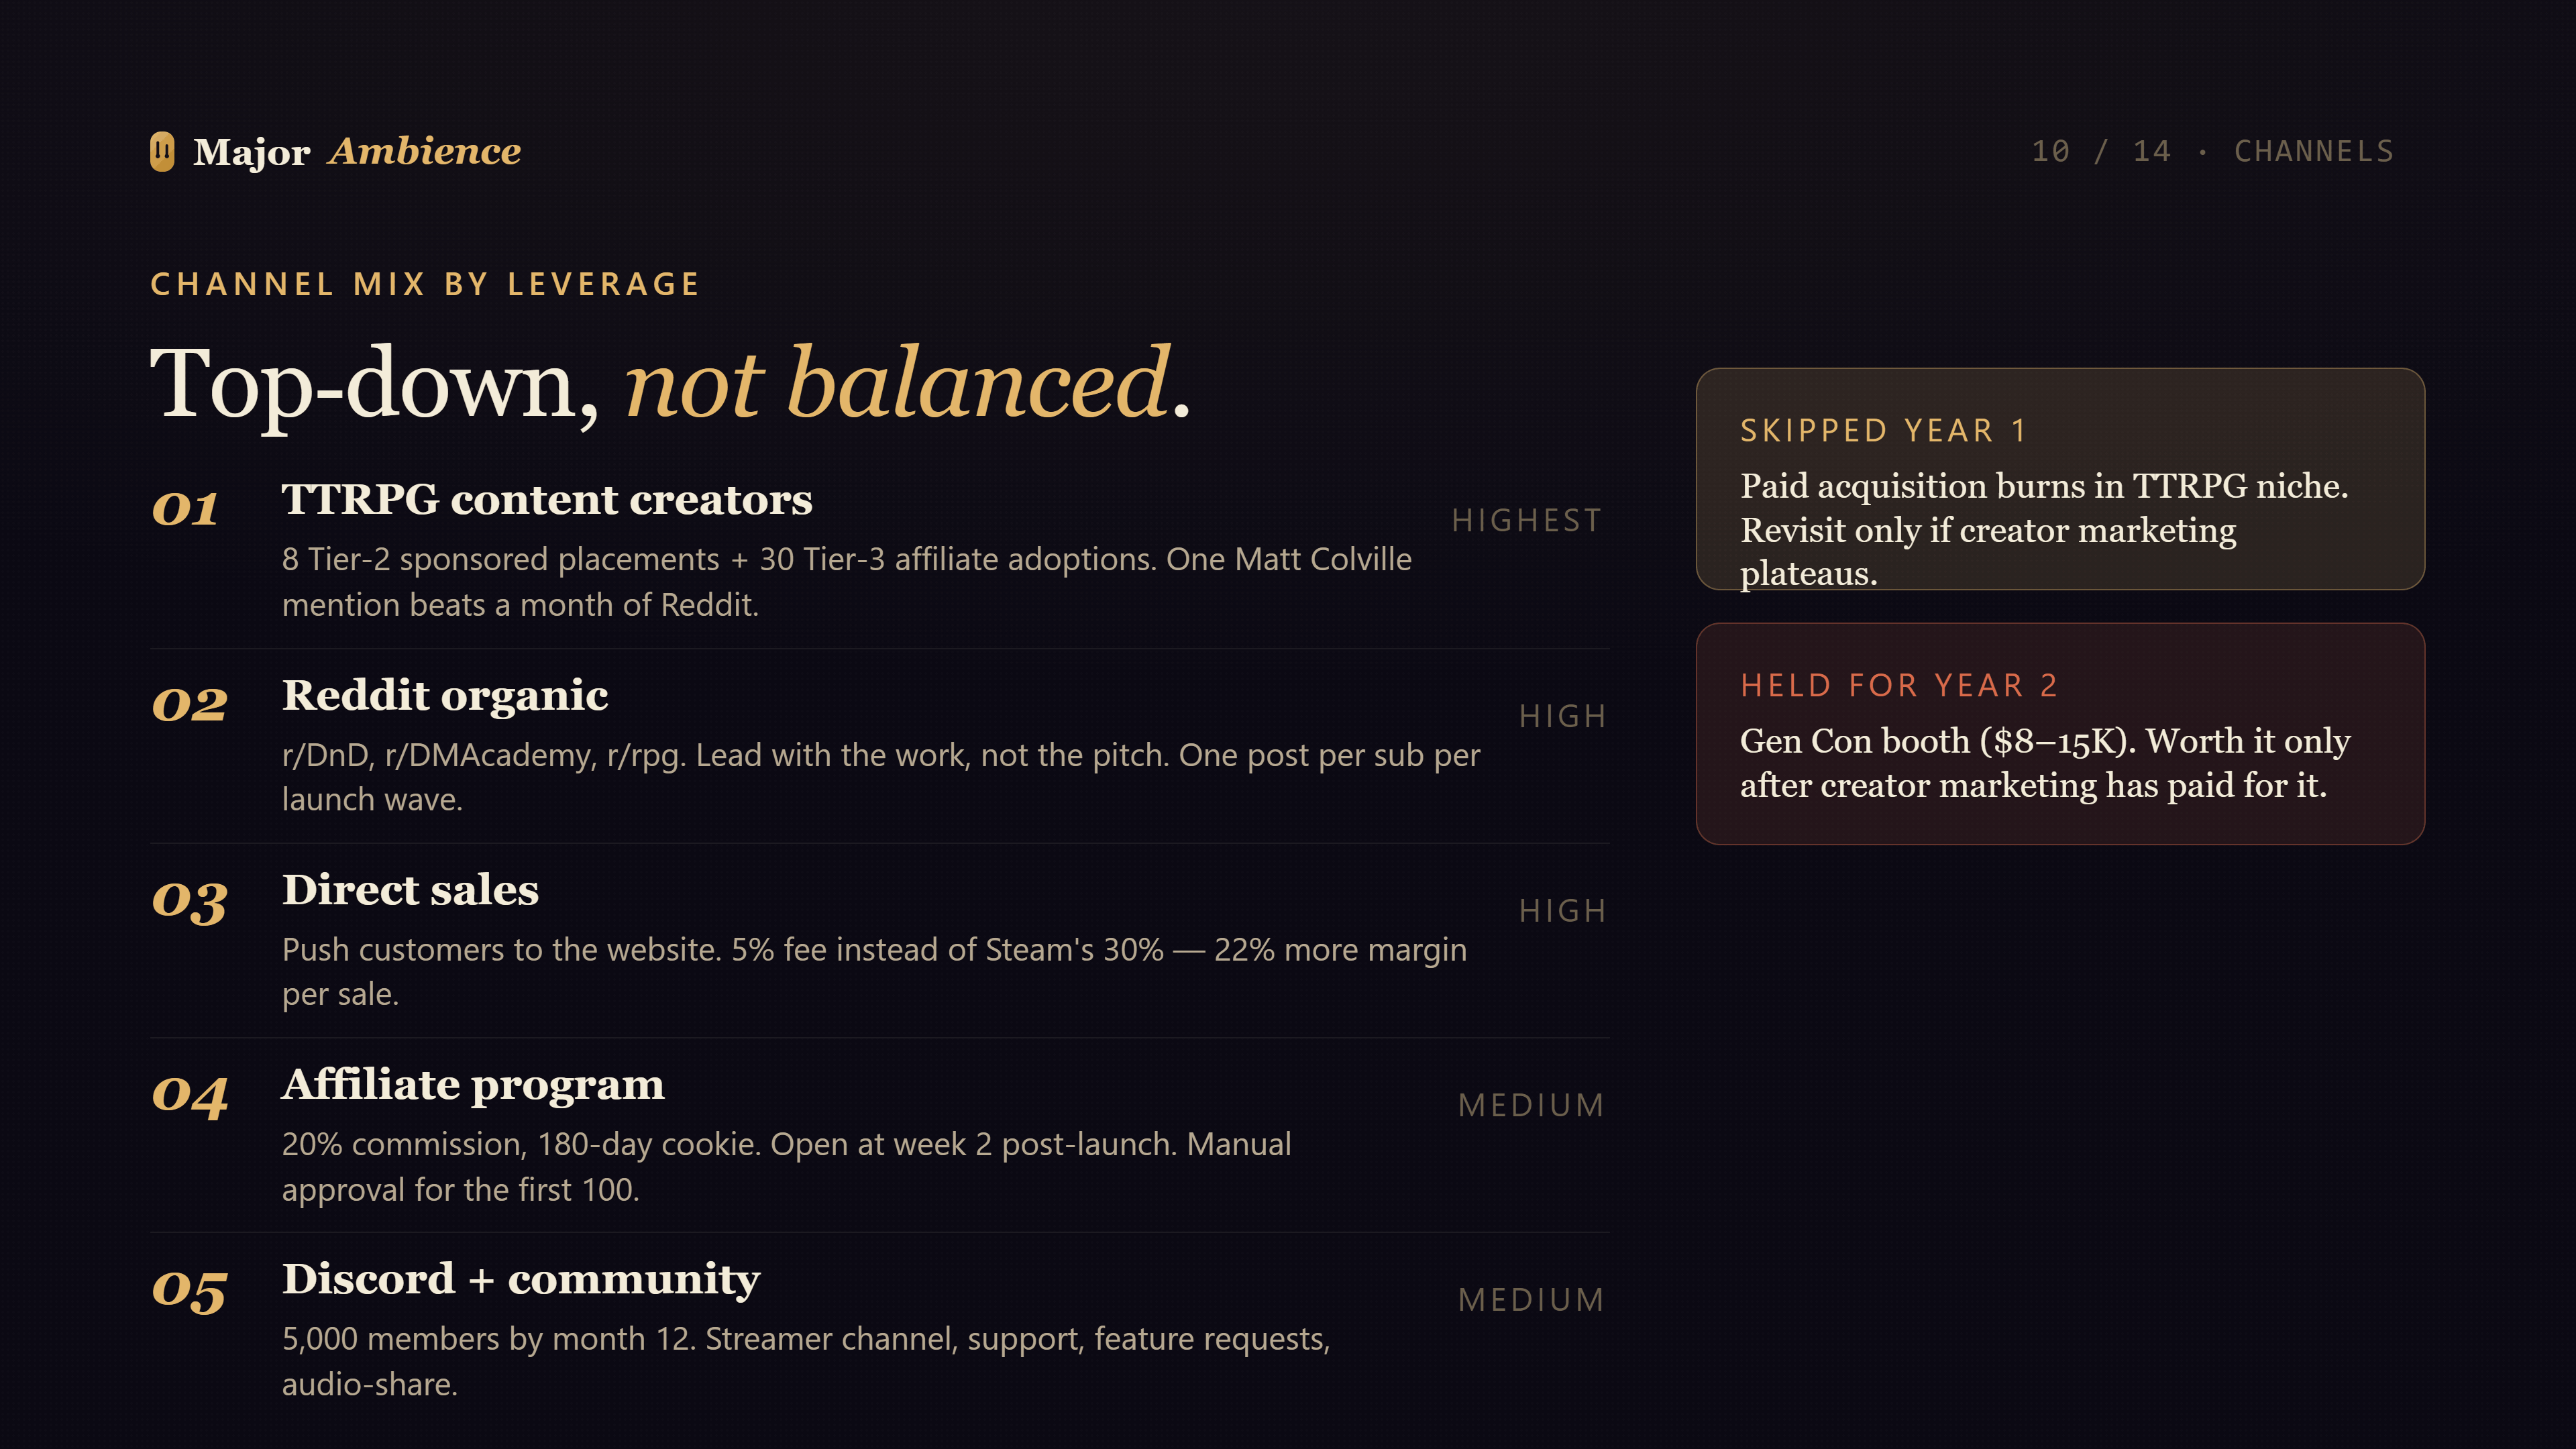 Major Ambience
10 / 14 · CHANNELS
CHANNEL MIX BY LEVERAGE
Top-down, not balanced.
01
TTRPG content creators
HIGHEST
8 Tier-2 sponsored placements + 30 Tier-3 affiliate adoptions. One Matt Colville
mention beats a month of Reddit.
02
Reddit organic
HIGH
r/DnD, r/DMAcademy, r/rpg. Lead with the work, not the pitch. One post per sub per
launch wave.
03
Direct sales
HIGH
Push customers to the website. 5% fee instead of Steam's 30% — 22% more margin
per sale.
04
Affiliate program
MEDIUM
20% commission, 180-day cookie. Open at week 2 post-launch. Manual
approval for the first 100.
05
Discord + community
MEDIUM
5,000 members by month 12. Streamer channel, support, feature requests,
audio-share.
SKIPPED YEAR 1
Paid acquisition burns in TTRPG niche.
Revisit only if creator marketing
plateaus.
HELD FOR YEAR 2
Gen Con booth ($8–15K). Worth it only
after creator marketing has paid for it.